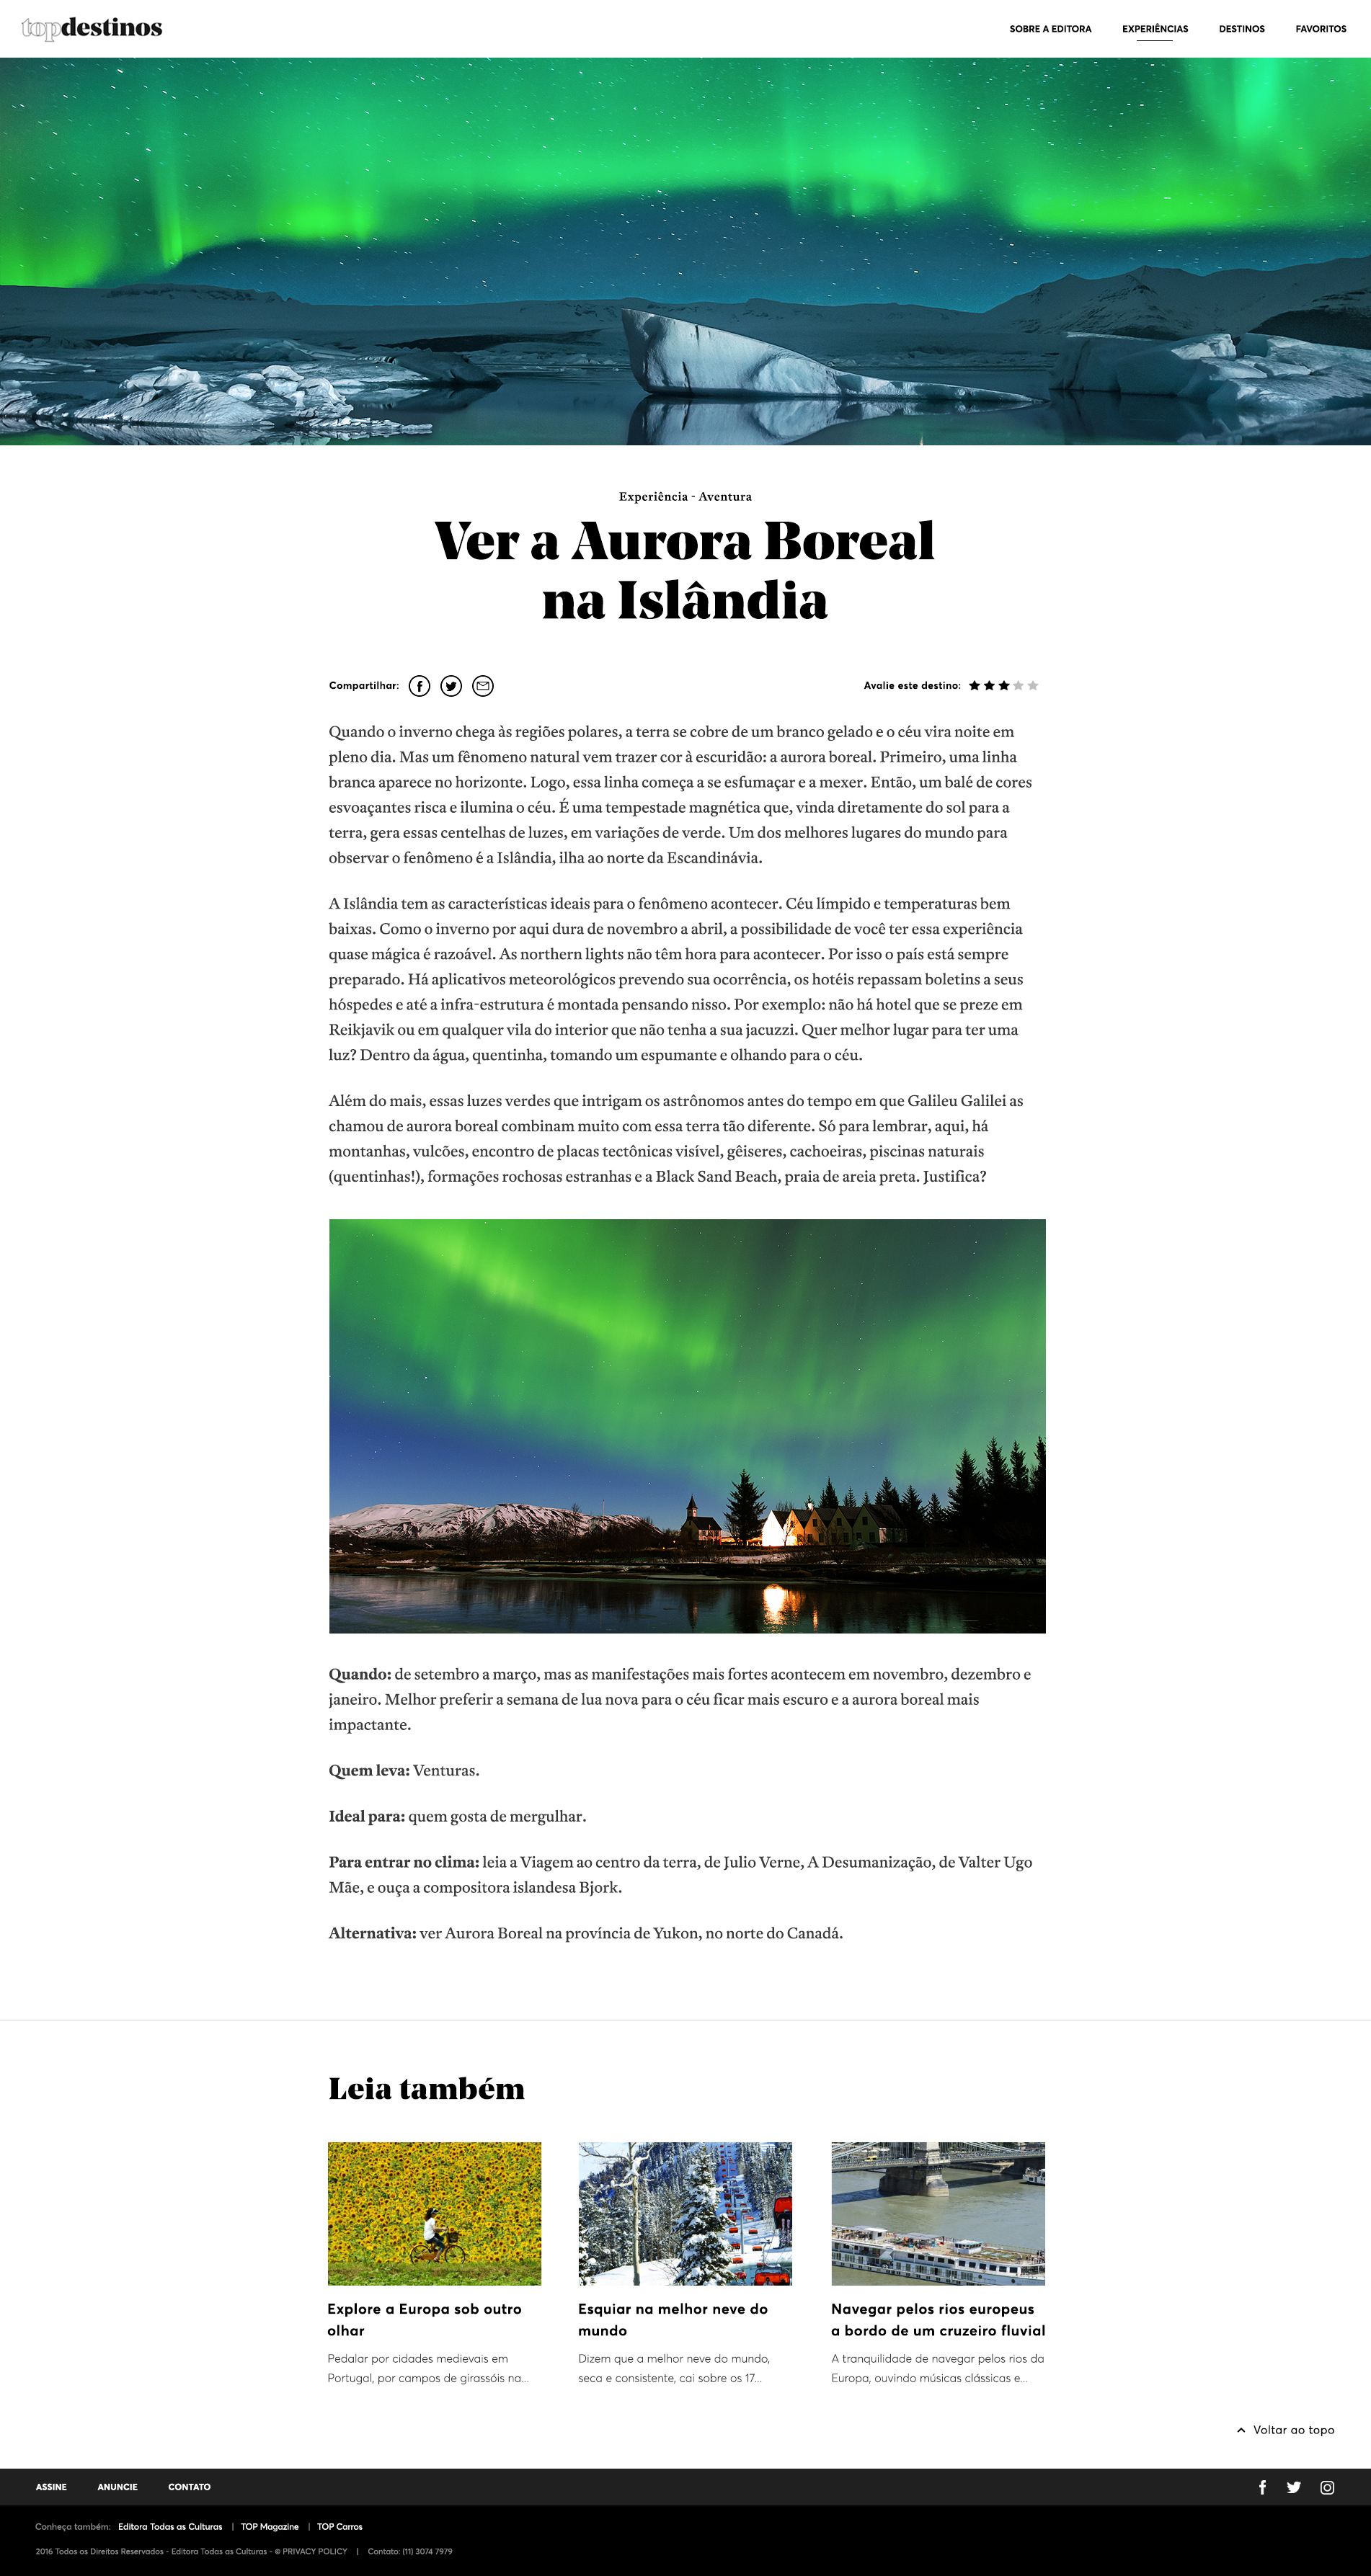 topdestinos
SOBRE A EDITORA
EXPERIÊNCIAS
DESTINOS
FAVORITOS
Experiência - Aventura
Ver a Aurora Boreal
na Islândia
Compartilhar:
Avalie este destino:
Quando o inverno chega às regiões polares, a terra se cobre de um branco gelado e o céu vira noite em
pleno dia. Mas um fênomeno natural vem trazer cor à escuridão: a aurora boreal. Primeiro, uma linha
branca aparece no horizonte. Logo, essa linha começa a se esfumaçar e a mexer. Então, um balé de cores
esvoaçantes risca e ilumina o céu. É uma tempestade magnética que, vinda diretamente do sol para a
terra, gera essas centelhas de luzes, em variações de verde. Um dos melhores lugares do mundo para
observar o fenômeno é a Islândia, ilha ao norte da Escandinávia.
A Islândia tem as características ideais para o fenômeno acontecer. Céu límpido e temperaturas bem
baixas. Como o inverno por aqui dura de novembro a abril, a possibilidade de você ter essa experiência
quase mágica é razoável. As northern lights não têm hora para acontecer. Por isso o país está sempre
preparado. Há aplicativos meteorológicos prevendo sua ocorrência, os hotéis repassam boletins a seus
hóspedes e até a infra-estrutura é montada pensando nisso. Por exemplo: não há hotel que se preze em
Reikjavik ou em qualquer vila do interior que não tenha a sua jacuzzi. Quer melhor lugar para ter uma
luz? Dentro da água, quentinha, tomando um espumante e olhando para o céu.
Além do mais, essas luzes verdes que intrigam os astrônomos antes do tempo em que Galileu Galilei as
chamou de aurora boreal combinam muito com essa terra tão diferente. Só para lembrar, aqui, há
montanhas, vulcões, encontro de placas tectônicas visível, gêiseres, cachoeiras, piscinas naturais
(quentinhas!), formações rochosas estranhas e a Black Sand Beach, praia de areia preta. Justifica?
Quando: de setembro a março, mas as manifestações mais fortes acontecem em novembro, dezembro e
janeiro. Melhor preferir a semana de lua nova para o céu ficar mais escuro e a aurora boreal mais
impactante.
Quem leva: Venturas.
Ideal para: quem gosta de mergulhar.
Para entrar no clima: leia a Viagem ao centro da terra, de Julio Verne, A Desumanização, de Valter Ugo
Mãe, e ouça a compositora islandesa Bjork.
Alternativa: ver Aurora Boreal na província de Yukon, no norte do Canadá.
Leia também
Explore a Europa sob outro
olhar
Pedalar por cidades medievais em
Portugal, por campos de girassóis na...
Esquiar na melhor neve do
mundo
Dizem que a melhor neve do mundo,
seca e consistente, cai sobre os 17...
Navegar pelos rios europeus
a bordo de um cruzeiro fluvial
A tranquilidade de navegar pelos rios da
Europa, ouvindo músicas clássicas e...
Voltar ao topo
ASSINE
ANUNCIE
CONTATO
Conheça também: Editora Todas as Culturas | TOP Magazine | TOP Carros
2016 Todos os Direitos Reservados - Editora Todas as Culturas - © PRIVACY POLICY | Contato: (11) 3074 7979